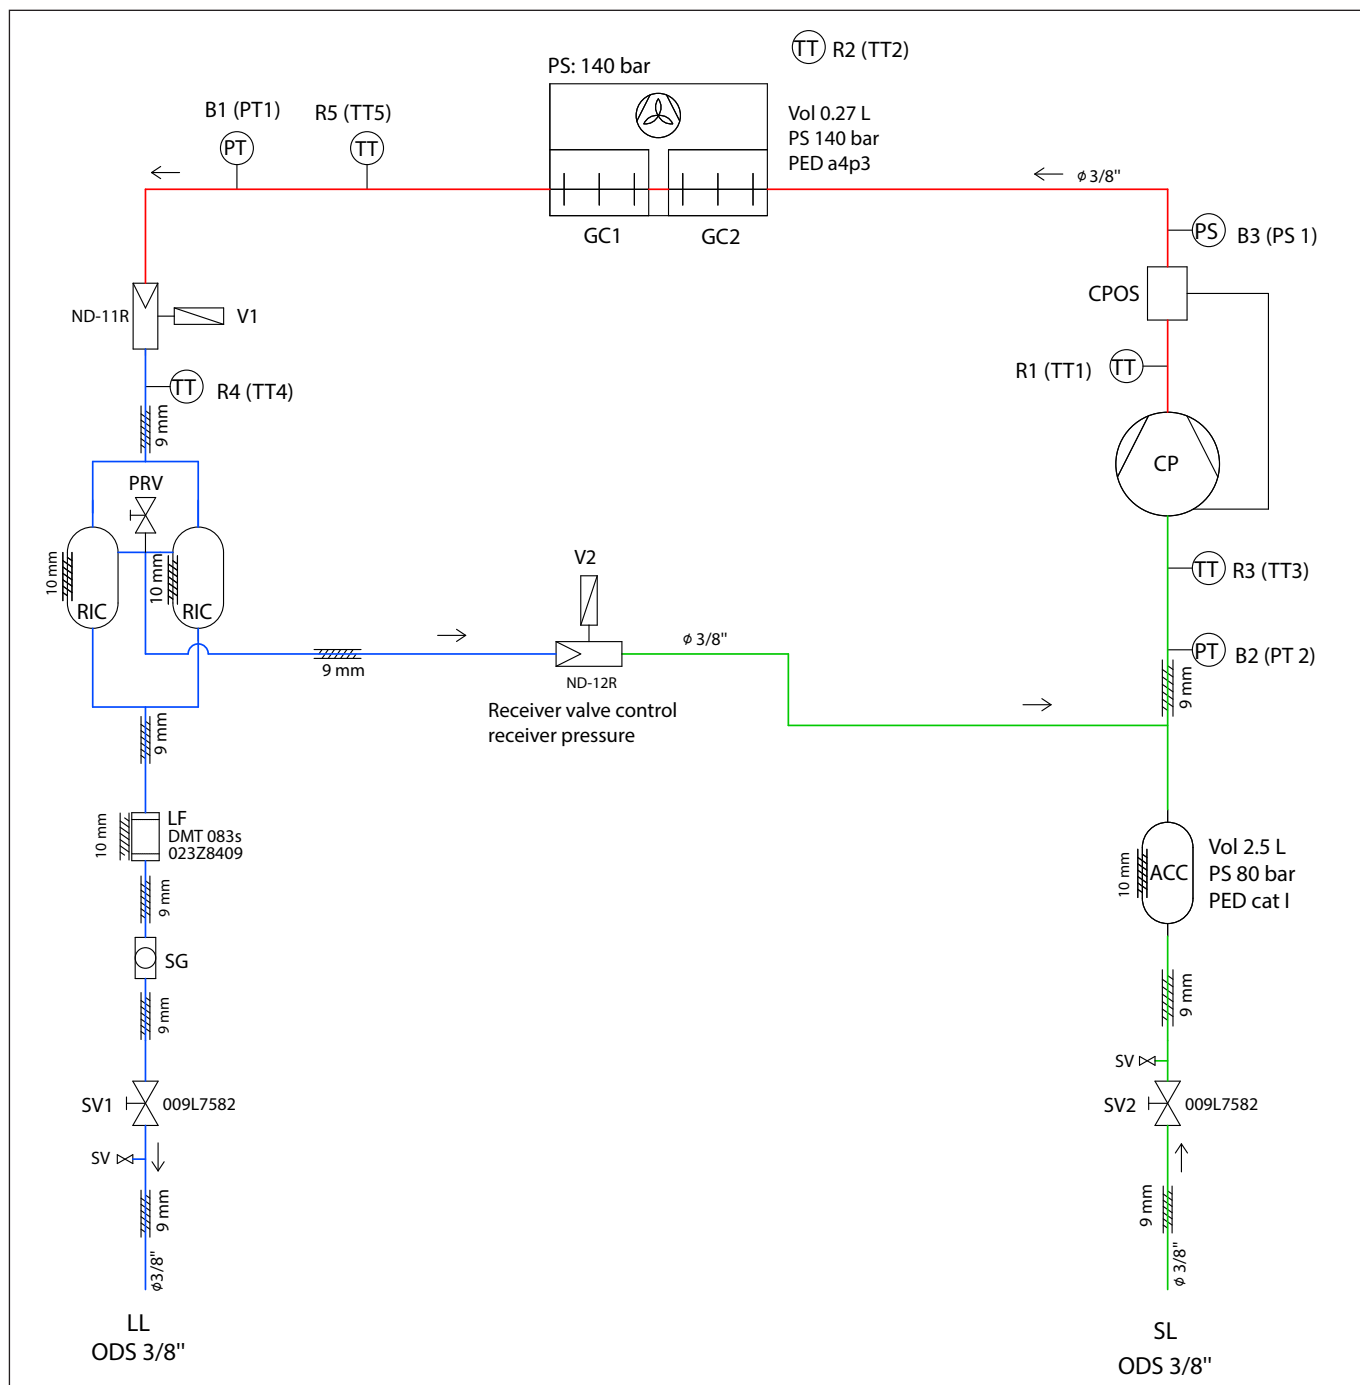 TT R2 (TT2)
PS: 140 bar
B1 (PT1)
R5 (TT5)
Vol 0.27 L
PS 140 bar
PED a4p3
PT
TT
ϕ 3/8"
GC1
GC2
PS
B3 (PS 1)
CPOS
ND-11R
V1
R1 (TT1)
TT
TT
R4 (TT4)
9 mm
CP
PRV
10 mm
10 mm
RIC
RIC
V2
TT
R3 (TT3)
ϕ 3/8"
PT
B2 (PT 2)
9 mm
9 mm
ND-12R
Receiver valve control
receiver pressure
9 mm
LF
DMT 083s
023Z8409
10 mm
Vol 2.5 L
PS 80 bar
PED cat I
ACC
10 mm
9 mm
SG
9 mm
9 mm
SV
SV1
009L7582
SV2
009L7582
SV
9 mm
9 mm
ϕ3/8"
ϕ 3/8"
LL
ODS 3/8"
SL
ODS 3/8"